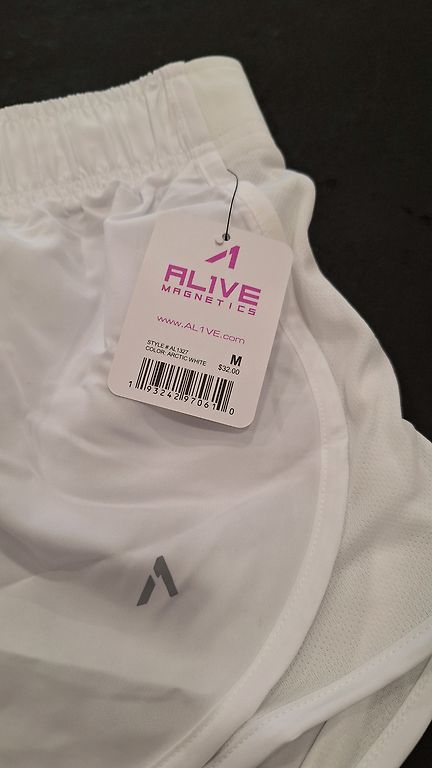 AL1VE
MAGNETICS
www.AL1VE.com
STYLE # AL1327
COLOR: ARCTIC WHITE
M
$32.00
1 93242 97061 0